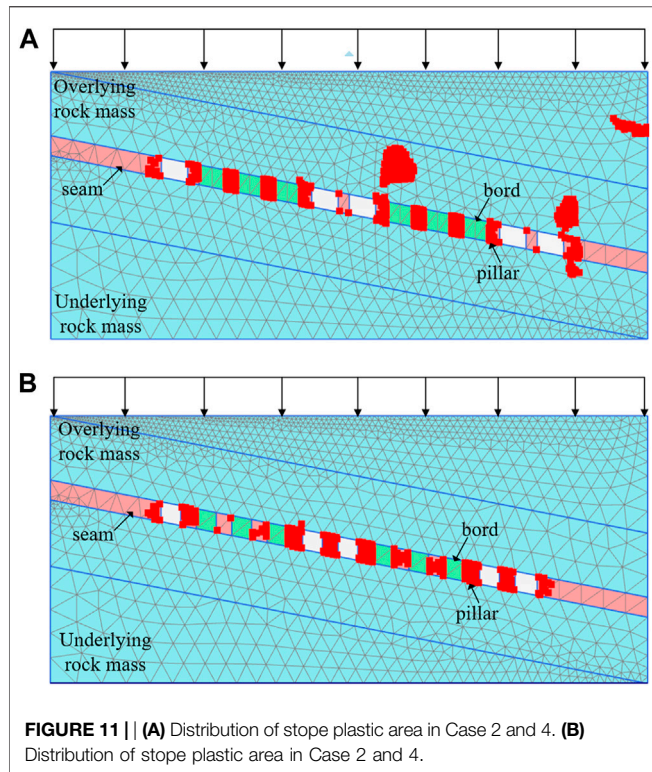 A
Overlying
rock mass
seam
bord
pillar
Underlying
rock mass
B
Overlying
rock mass
seam
bord
pillar
Underlying
rock mass
FIGURE 11 | | (A) Distribution of stope plastic area in Case 2 and 4. (B)
Distribution of stope plastic area in Case 2 and 4.